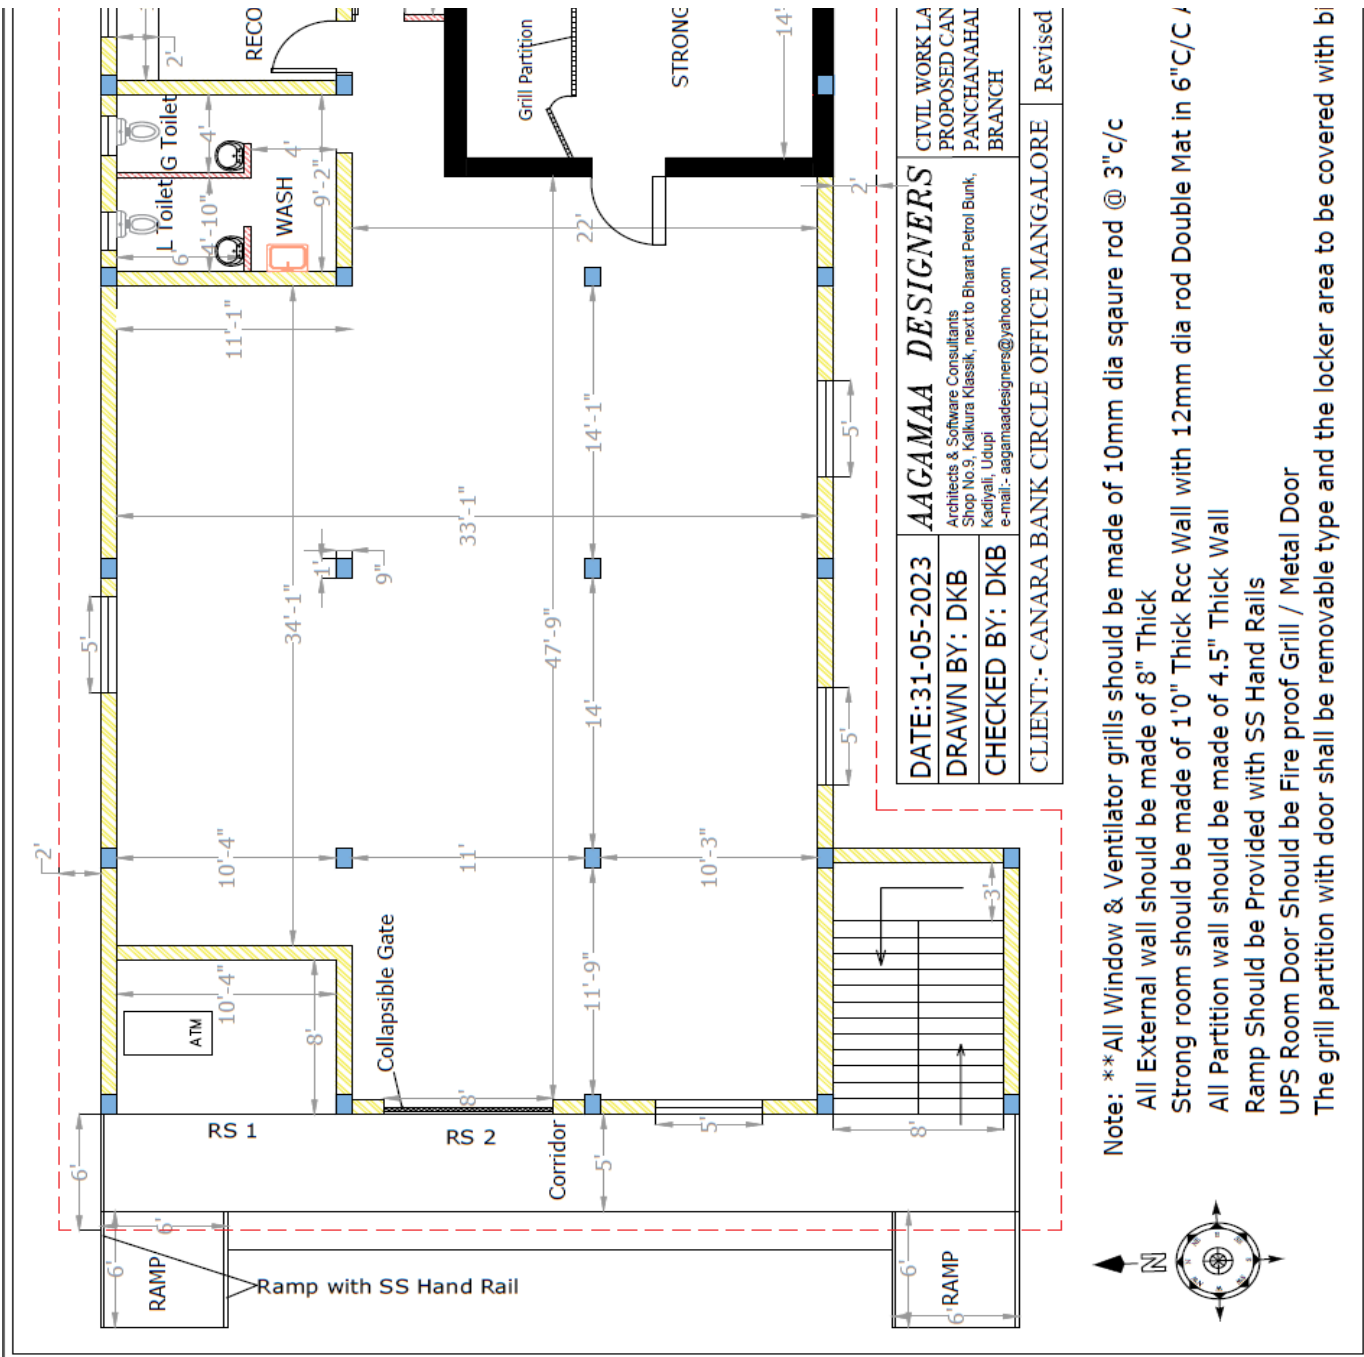 2'
RECO
Grill Partition
STRONG
14'
G Toilet
4'
4'
L Toilet
4'-10"
6'
WASH
9'-2"
22'
2'
11'-1"
33'-1"
34'-1"
14'-1"
47'-9"
1'
9"
5'
5'
14'
5'
2'
10'-4"
11'
10'-3"
11'-9"
3'
10'-4"
ATM
8'
Collapsible Gate
8'
5'
8'
RS 1
RS 2
Corridor
5'
6'
6'
6'
RAMP
Ramp with SS Hand Rail
6'
6'
RAMP
CIVIL WORK LA
PROPOSED CAN
PANCHANAHAL
BRANCH
Revised
AAGAMAA DESIGNERS
Architects & Software Consultants
Shop No.9, Kalkura Klassik, next to Bharat Petrol Bunk,
Kadiyali, Udupi
e-mail:- aagamaadesigners@yahoo.com
DATE:31-05-2023
DRAWN BY: DKB
CHECKED BY: DKB
CLIENT:- CANARA BANK CIRCLE OFFICE MANGALORE
Note: **All Window & Ventilator grills should be made of 10mm dia sqaure rod @ 3"c/c
All External wall should be made of 8" Thick
Strong room should be made of 1'0" Thick Rcc Wall with 12mm dia rod Double Mat in 6"C/C
All Partition wall should be made of 4.5" Thick Wall
Ramp Should be Provided with SS Hand Rails
UPS Room Door Should be Fire proof Grill / Metal Door
The grill partition with door shall be removable type and the locker area to be covered with bi
N